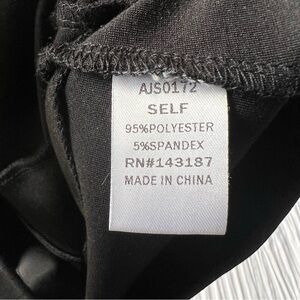 AJS0172
SELF
95%POLYESTER
5%SPANDEX
RN#143187
MADE IN CHINA